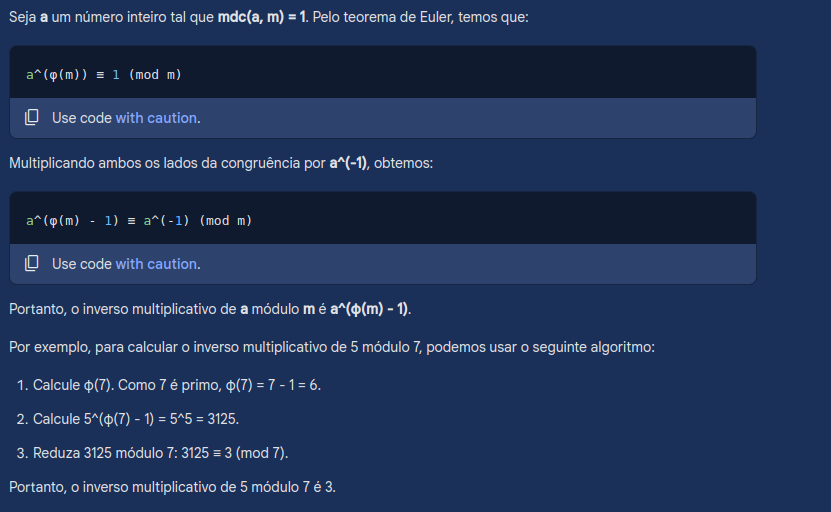 Seja a um número inteiro tal que mdc(a, m) = 1. Pelo teorema de Euler, temos que:
a^(φ(m)) ≡ 1 (mod m)
Use code with caution.
Multiplicando ambos os lados da congruência por a^(-1), obtemos:
a^(φ(m) - 1) ≡ a^(-1) (mod m)
Use code with caution.
Portanto, o inverso multiplicativo de a módulo m é a^(ϕ(m) - 1).
Por exemplo, para calcular o inverso multiplicativo de 5 módulo 7, podemos usar o seguinte algoritmo:
1. Calcule ϕ(7). Como 7 é primo, ϕ(7) = 7 - 1 = 6.
2. Calcule 5^(ϕ(7) - 1) = 5^5 = 3125.
3. Reduza 3125 módulo 7: 3125 ≡ 3 (mod 7).
Portanto, o inverso multiplicativo de 5 módulo 7 é 3.